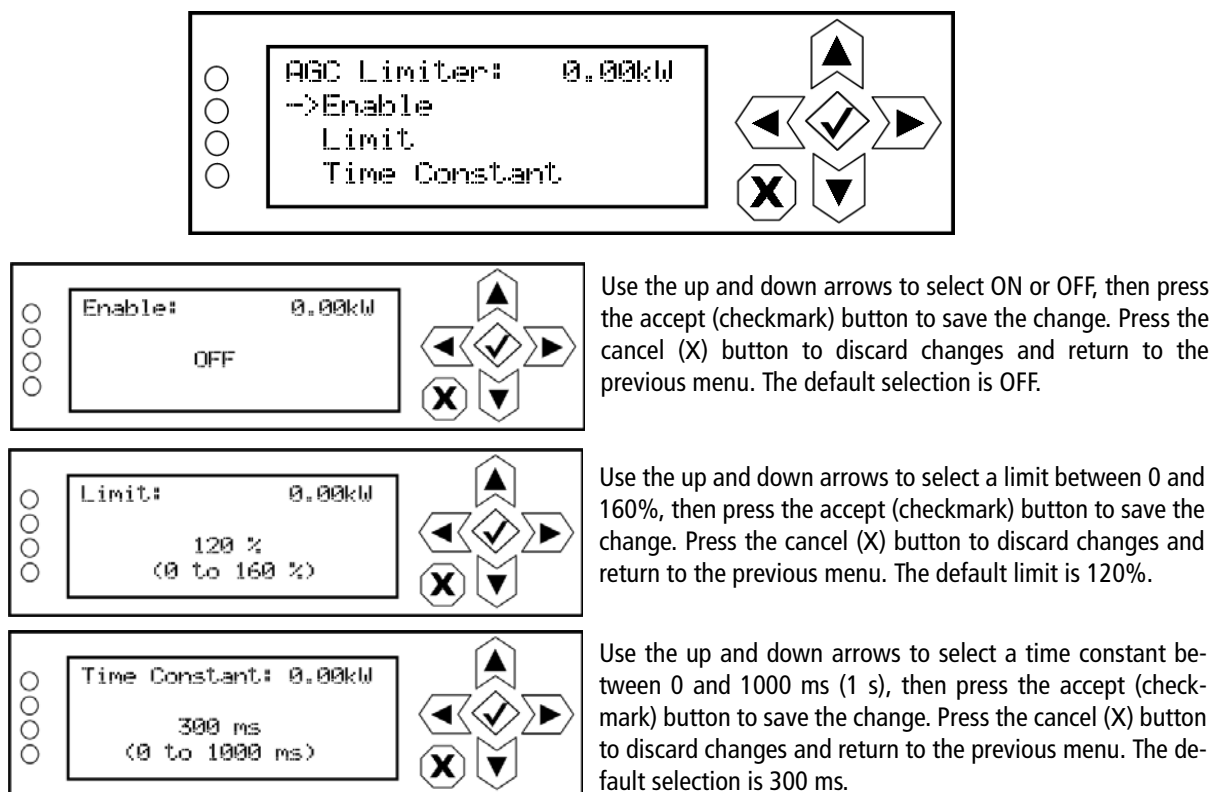 AGC Limiter: 0.00kW
->Enable
Limit
Time Constant
X
Enable: 0.00kW
OFF
X
Use the up and down arrows to select ON or OFF, then press
the accept (checkmark) button to save the change. Press the
cancel (X) button to discard changes and return to the
previous menu. The default selection is OFF.
Limit: 0.00kW
120 %
(0 to 160 %)
X
Use the up and down arrows to select a limit between 0 and
160%, then press the accept (checkmark) button to save the
change. Press the cancel (X) button to discard changes and
return to the previous menu. The default limit is 120%.
Time Constant: 0.00kW
300 ms
(0 to 1000 ms)
X
Use the up and down arrows to select a time constant be-
tween 0 and 1000 ms (1 s), then press the accept (check-
mark) button to save the change. Press the cancel (X) button
to discard changes and return to the previous menu. The de-
fault selection is 300 ms.